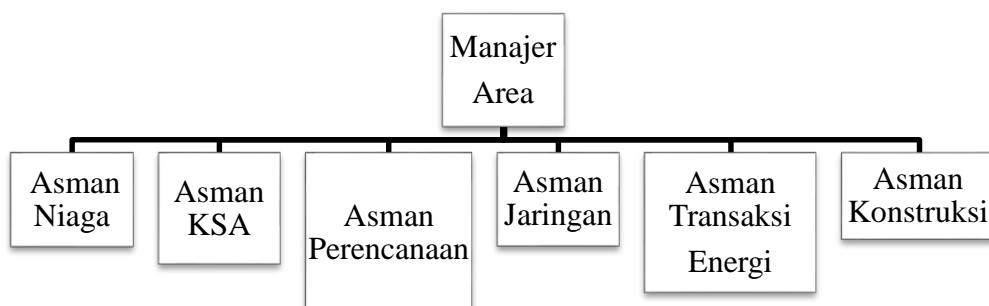 Manajer
Area
Asman
Niaga
Asman
KSA
Asman
Perencanaan
Asman
Jaringan
Asman
Transaksi
Energi
Asman
Konstruksi